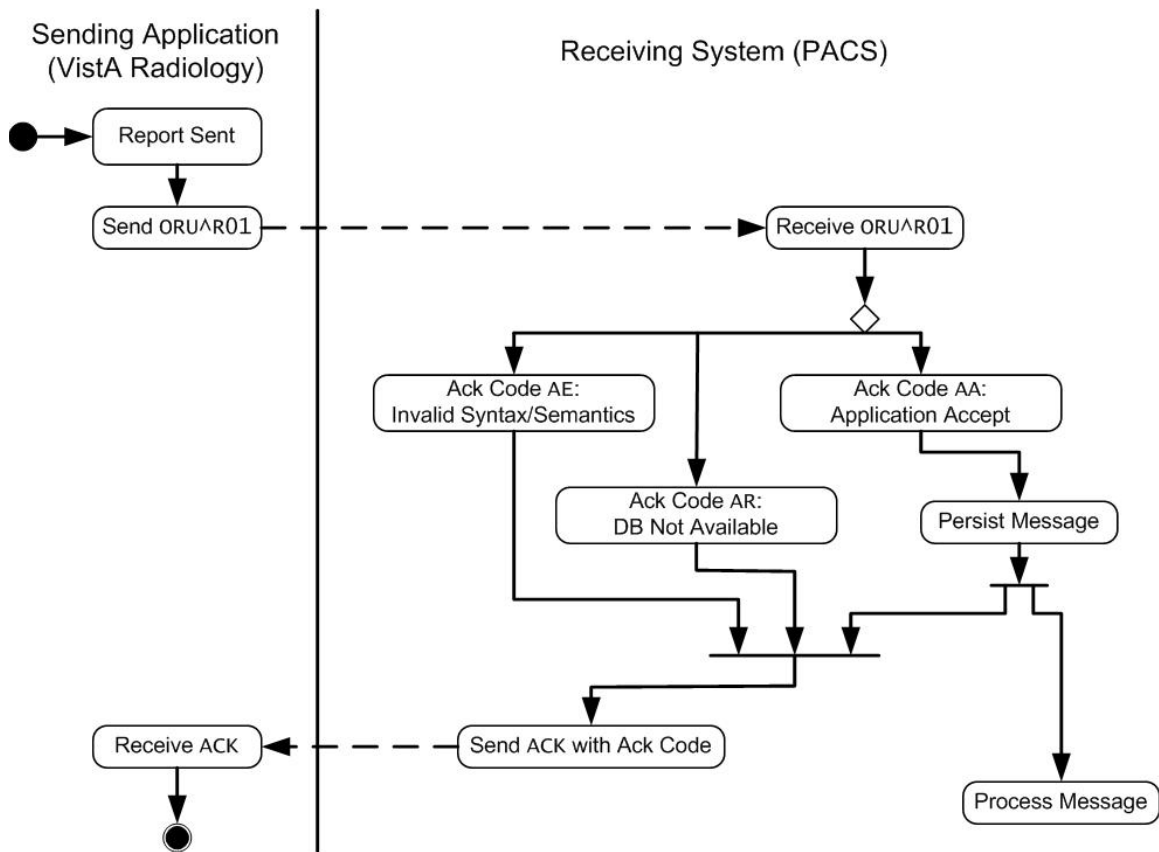 Sending Application
(VistA Radiology)
Receiving System (PACS)
Report Sent
Send ORU^R01
Receive ORU^R01
Ack Code AE:
Invalid Syntax/Semantics
Ack Code AA:
Application Accept
Ack Code AR:
DB Not Available
Persist Message
Receive ACK
Send ACK with Ack Code
Process Message